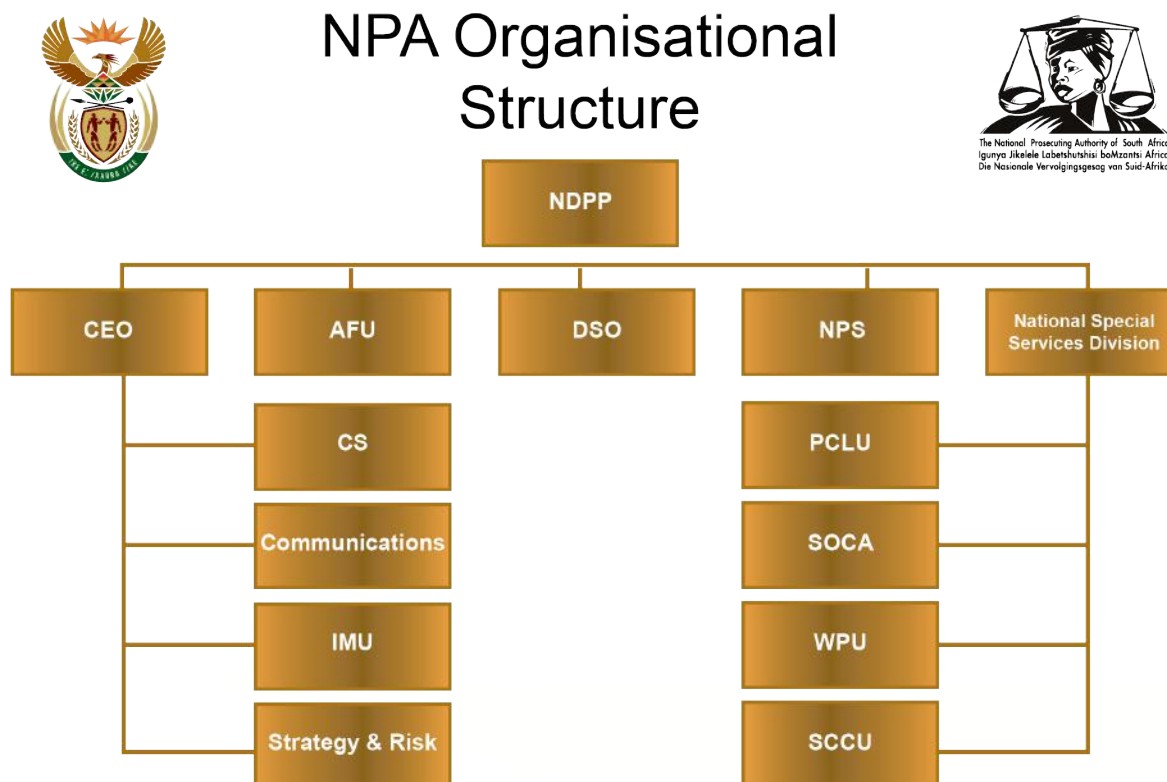 NPA Organisational
Structure
The National Prosecuting Authority of South Africa
Igunya Jikelele Labetshutshisi boMzantsi Africa
Die Nasionale Vervolgingsgesag van Suid-Afrika
NDPP
CEO
AFU
DSO
NPS
National Special
Services Division
CS
PCLU
Communications
SOCA
IMU
WPU
Strategy & Risk
SCCU